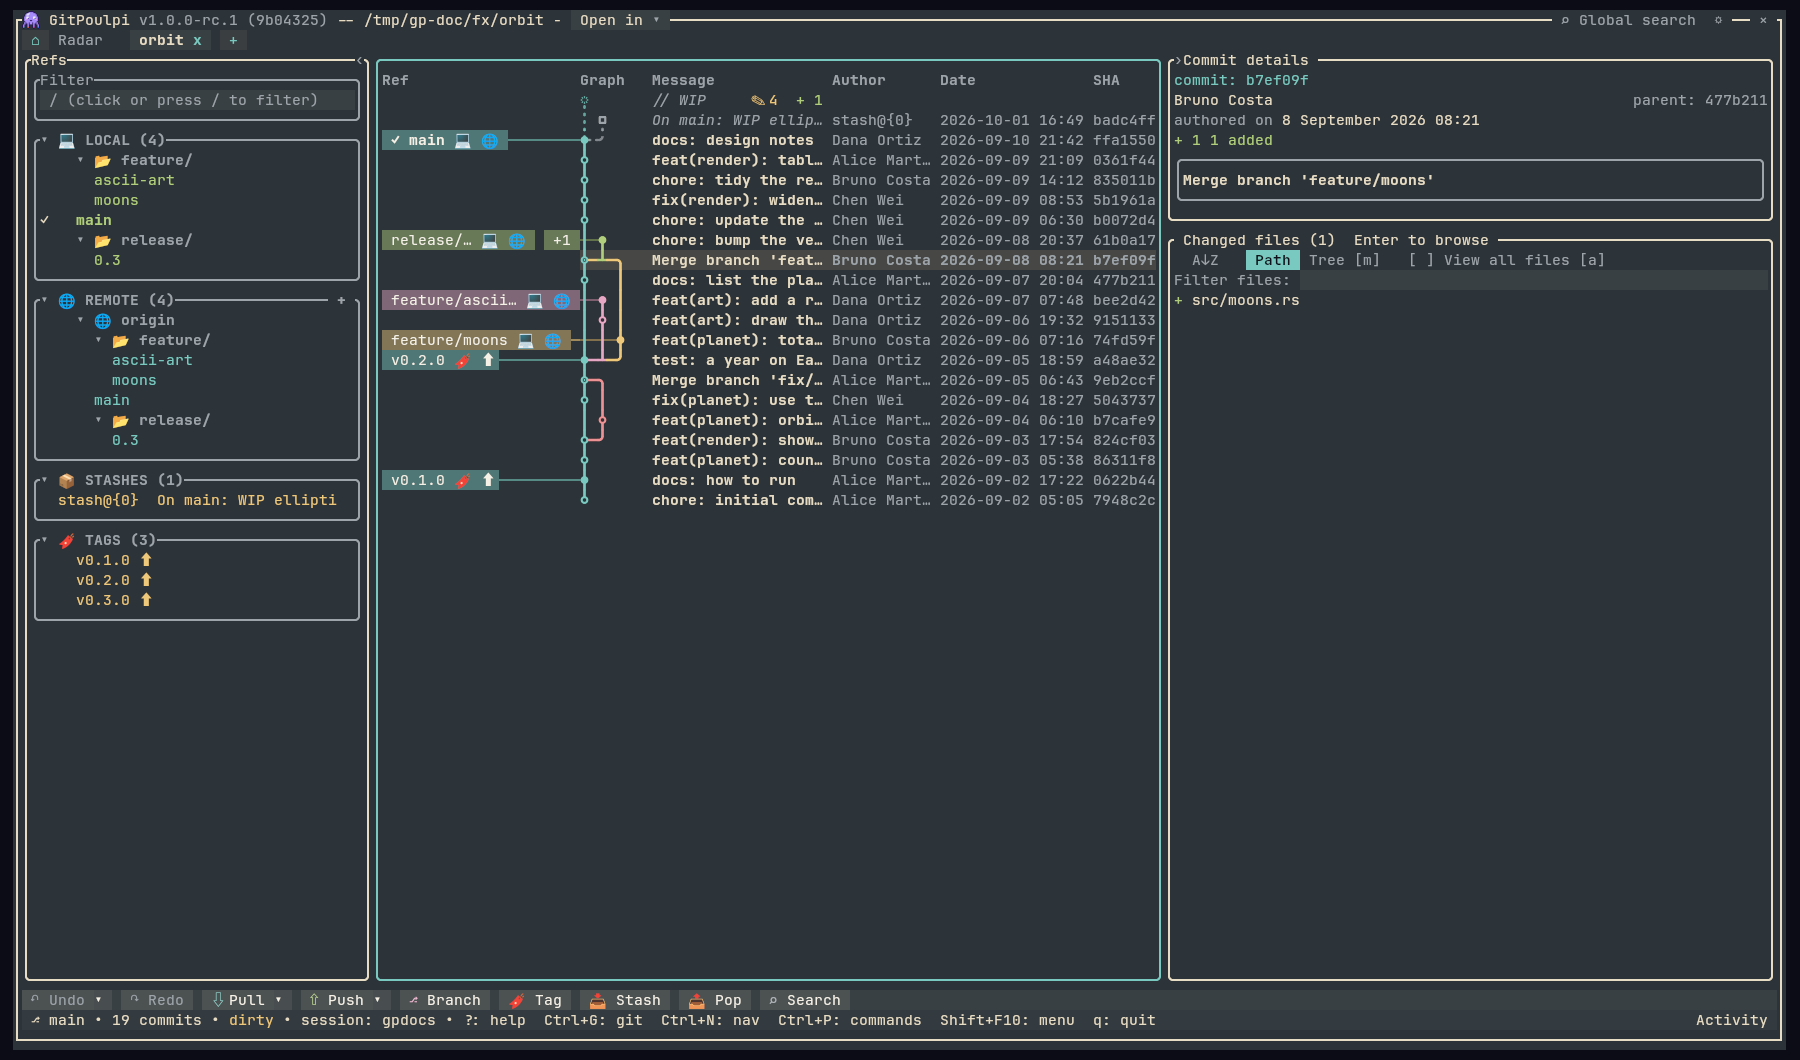 GitPoulpi v1.0.0-rc.1 (9b04325) -- /tmp/gp-doc/fx/orbit - Open in ▾ ⌕ Global search ☼ ×
⌂ Radar orbit x +
Refs ‹
Filter
/ (click or press / to filter)
▾ LOCAL (4)
▾ feature/
ascii-art
moons
✓ main
▾ release/
0.3
▾ REMOTE (4) +
▾ origin
▾ feature/
ascii-art
moons
main
▾ release/
0.3
▾ STASHES (1)
stash@{0} On main: WIP ellipti
▾ TAGS (3)
v0.1.0 ⬆
v0.2.0 ⬆
v0.3.0 ⬆
Ref Graph Message Author Date SHA
// WIP ✎4 + 1
On main: WIP ellip… stash@{0} 2026-10-01 16:49 badc4ff
✓ main docs: design notes Dana Ortiz 2026-09-10 21:42 ffa1550
feat(render): tabl… Alice Mart… 2026-09-09 21:09 0361f44
chore: tidy the re… Bruno Costa 2026-09-09 14:12 835011b
fix(render): widen… Chen Wei 2026-09-09 08:53 5b1961a
chore: update the … Chen Wei 2026-09-09 06:30 b0072d4
release/… +1 chore: bump the ve… Chen Wei 2026-09-08 20:37 61b0a17
Merge branch 'feat… Bruno Costa 2026-09-08 08:21 b7ef09f
docs: list the pla… Alice Mart… 2026-09-07 20:04 477b211
feature/ascii… feat(art): add a r… Dana Ortiz 2026-09-07 07:48 bee2d42
feat(art): draw th… Dana Ortiz 2026-09-06 19:32 9151133
feature/moons feat(planet): tota… Bruno Costa 2026-09-06 07:16 74fd59f
v0.2.0 ⬆ test: a year on Ea… Dana Ortiz 2026-09-05 18:59 a48ae32
Merge branch 'fix/… Alice Mart… 2026-09-05 06:43 9eb2ccf
fix(planet): use t… Chen Wei 2026-09-04 18:27 5043737
feat(planet): orbi… Alice Mart… 2026-09-04 06:10 b7cafe9
feat(render): show… Bruno Costa 2026-09-03 17:54 824cf03
feat(planet): coun… Bruno Costa 2026-09-03 05:38 86311f8
v0.1.0 ⬆ docs: how to run Alice Mart… 2026-09-02 17:22 0622b44
chore: initial com… Alice Mart… 2026-09-02 05:05 7948c2c
›Commit details
commit: b7ef09f
Bruno Costa parent: 477b211
authored on 8 September 2026 08:21
+ 1 1 added
Merge branch 'feature/moons'
Changed files (1) Enter to browse
A↓Z Path Tree [m] [ ] View all files [a]
Filter files:
+ src/moons.rs
↶ Undo ▾ ↷ Redo ⇩ Pull ▾ ⇧ Push ▾ Branch Tag Stash Pop ⌕ Search
main • 19 commits • dirty • session: gpdocs • ?: help Ctrl+G: git Ctrl+N: nav Ctrl+P: commands Shift+F10: menu q: quit Activity